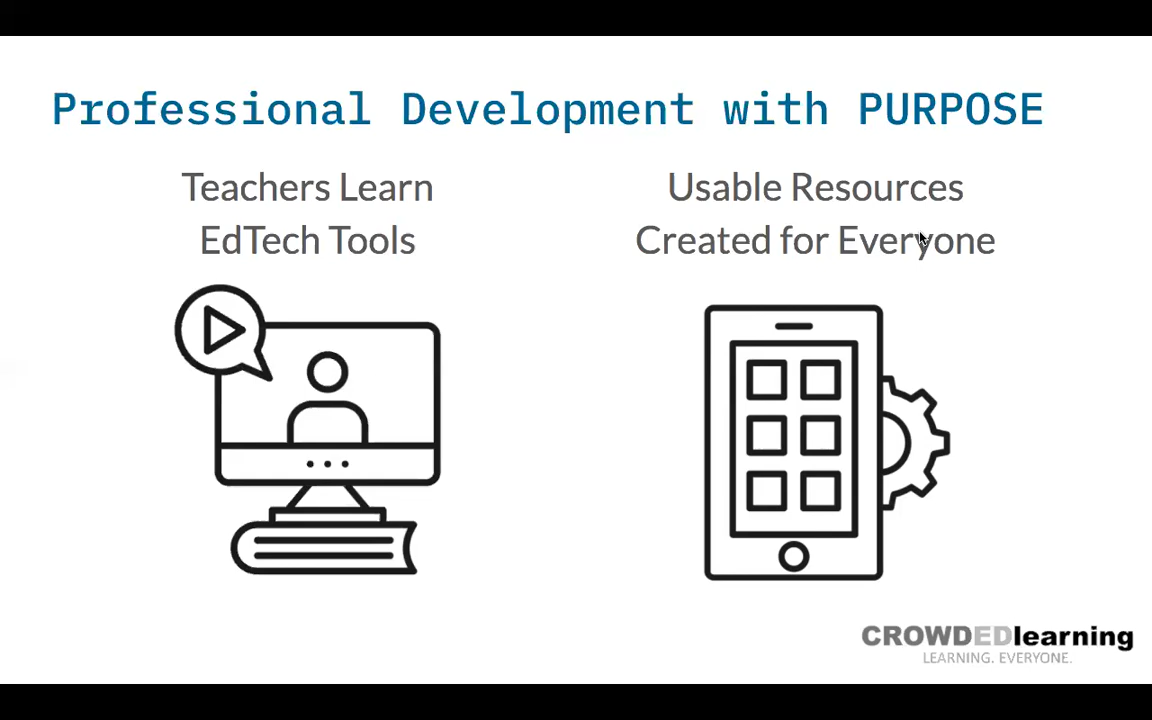 Professional Development with PURPOSE
Teachers Learn
EdTech Tools
Usable Resources
Created for Everyone
CROWDEDlearning
LEARNING. EVERYONE.